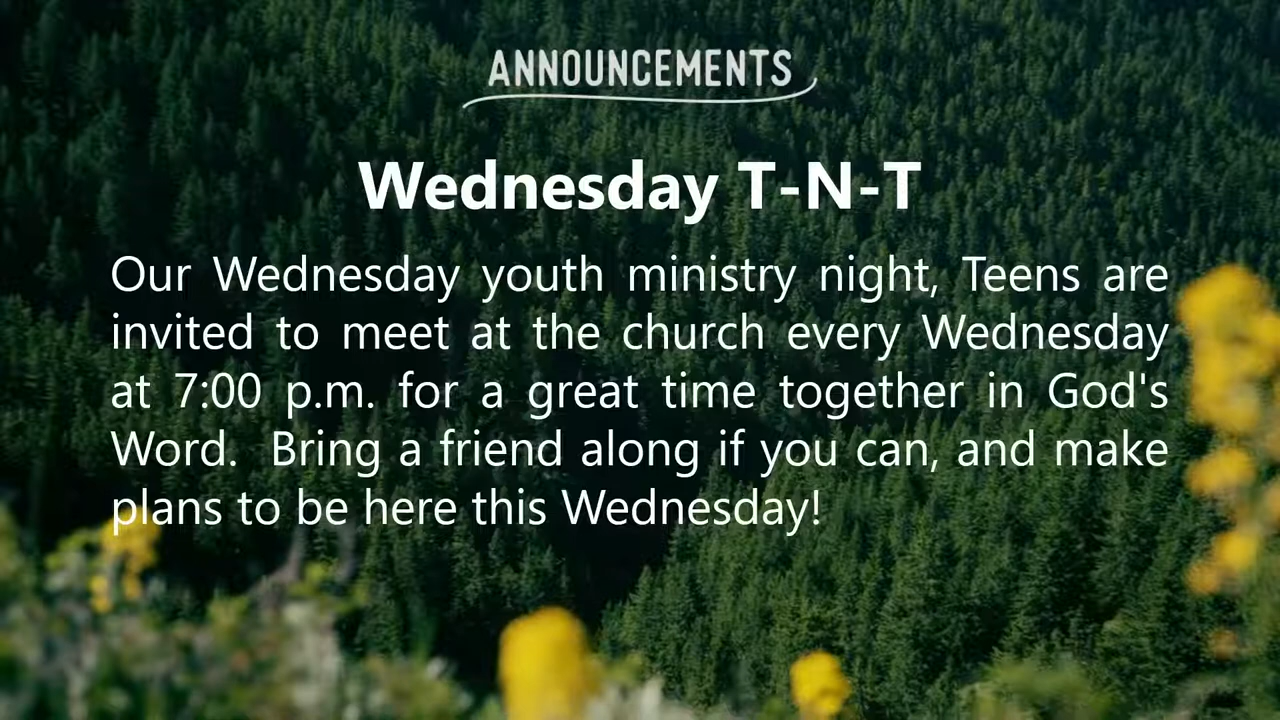 ANNOUNCEMENTS
Wednesday T-N-T
Our Wednesday youth ministry night, Teens are
invited to meet at the church every Wednesday
at 7:00 p.m. for a great time together in God's
Word.  Bring a friend along if you can, and make
plans to be here this Wednesday!